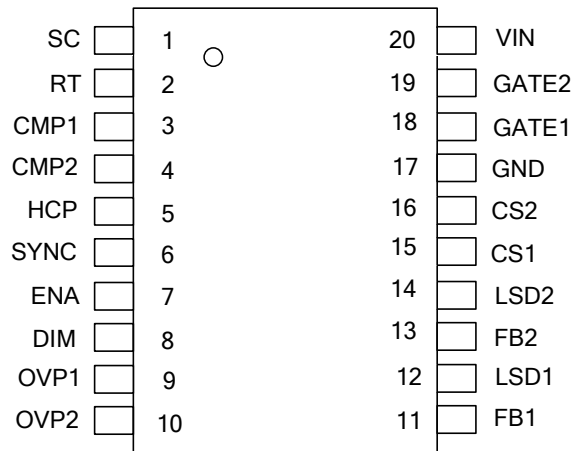 SC 1 20 VIN
RT 2 19 GATE2
CMP1 3 18 GATE1
CMP2 4 17 GND
HCP 5 16 CS2
SYNC 6 15 CS1
ENA 7 14 LSD2
DIM 8 13 FB2
OVP1 9 12 LSD1
OVP2 10 11 FB1